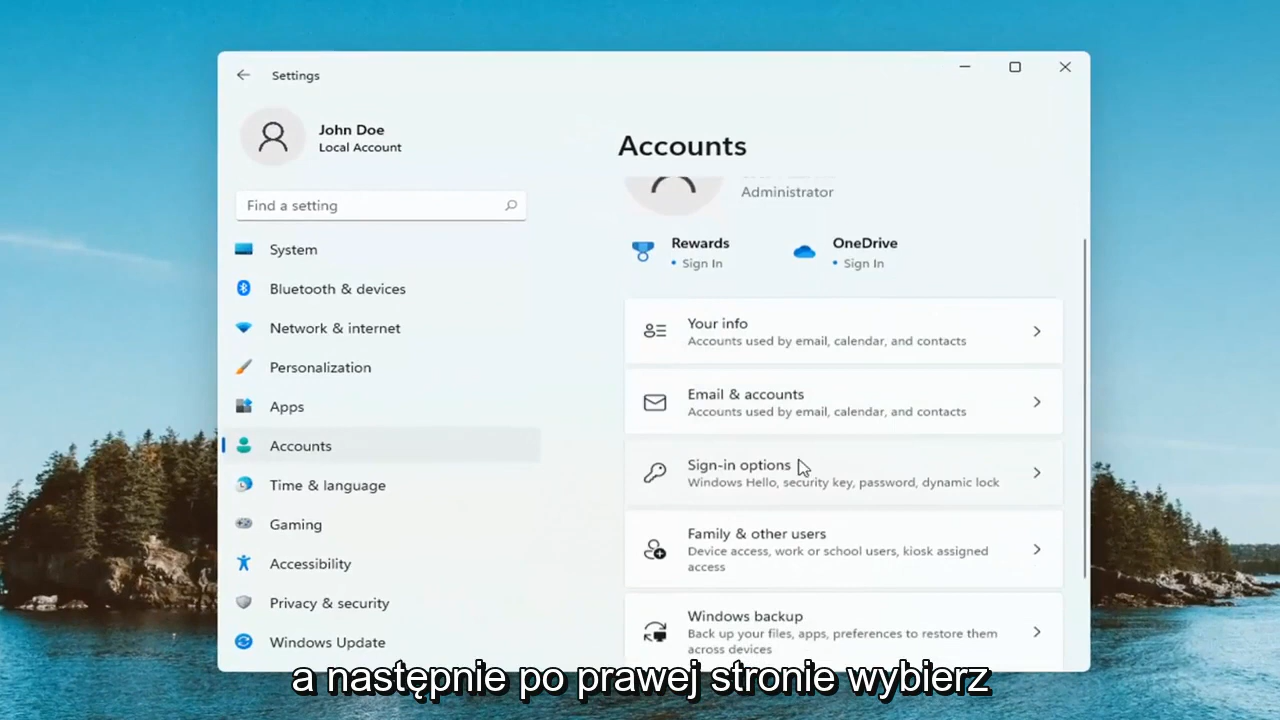 Settings
John Doe
Local Account
Find a setting
System
Bluetooth & devices
Network & internet
Personalization
Apps
Accounts
Time & language
Gaming
Accessibility
Privacy & security
Windows Update
Accounts
Administrator
Rewards
• Sign In
OneDrive
• Sign In
Your info
Accounts used by email, calendar, and contacts
Email & accounts
Accounts used by email, calendar, and contacts
Sign-in options
Windows Hello, security key, password, dynamic lock
Family & other users
Device access, work or school users, kiosk assigned
access
Windows backup
Back up your files, apps, preferences to restore them
across devices
a następnie po prawej stronie wybierz